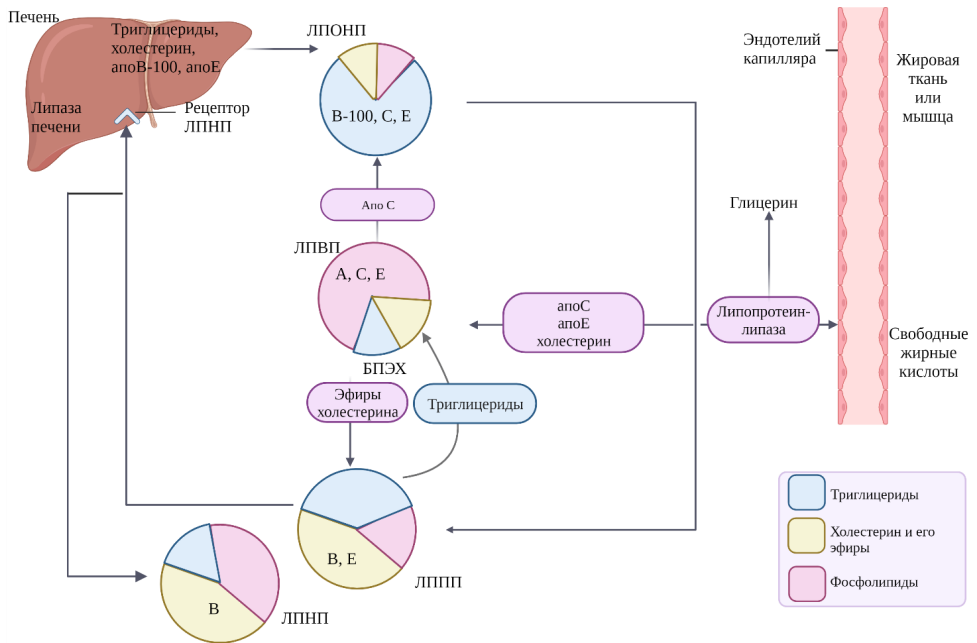 Печень
Триглицериды,
холестерин,
апоВ-100, апоЕ
Липаза
печени
Рецептор
ЛПНП
ЛПОНП
В-100, С, Е
Эндотелий
капилляра
Жировая
ткань
или
мышца
Апо С
Глицерин
ЛПВП
А, С, Е
апоС
апоЕ
холестерин
Липопротеин-
липаза
Свободные
жирные
кислоты
БПЭХ
Эфиры
холестерина
Триглицериды
В, Е
ЛППП
В
ЛПНП
Триглицериды
Холестерин и его
эфиры
Фосфолипиды